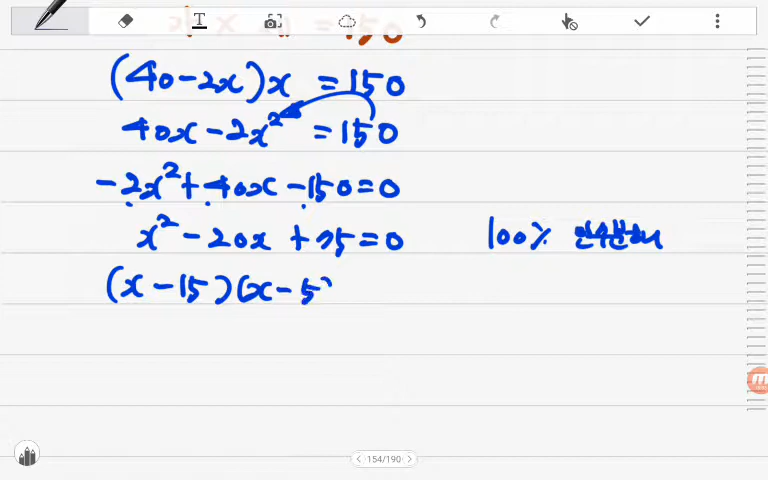 T
= 150
(40-2x)x = 150
40x-2x² = 150
-2x²+40x-150=0
x²-20x+75=0 100% 인수분해
(x-15)(x-5)
154/190